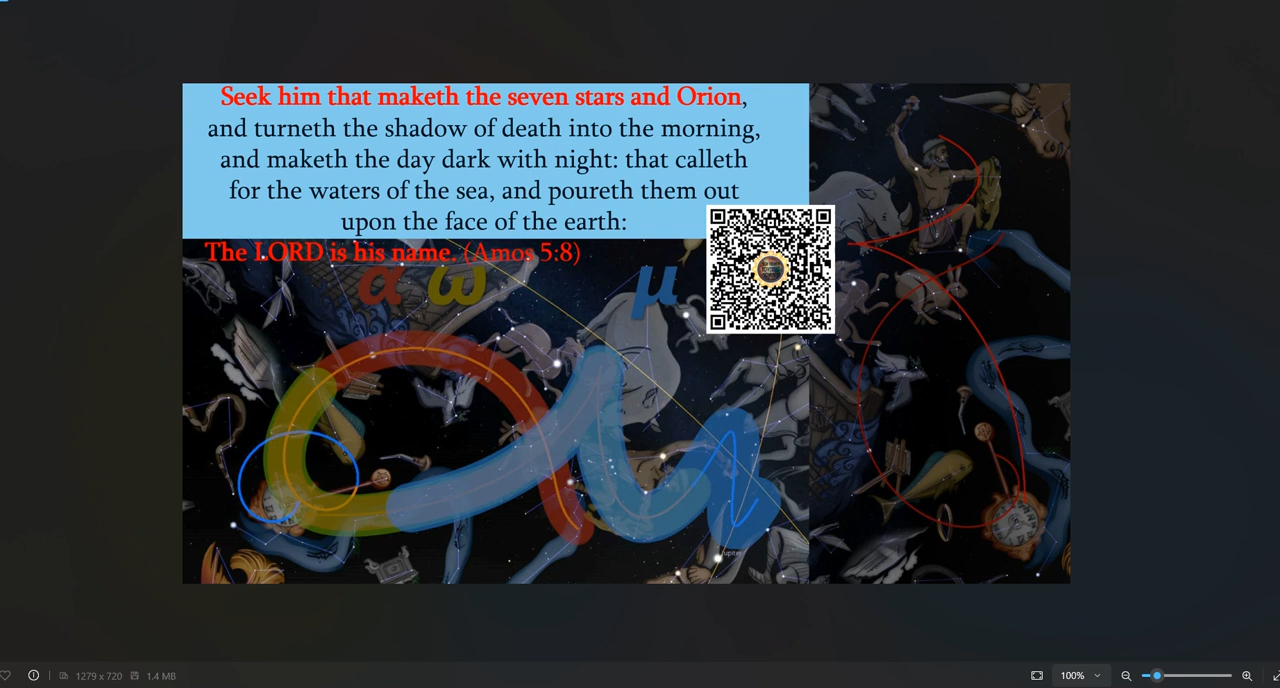 Seek him that maketh the seven stars and Orion,
and turneth the shadow of death into the morning,
and maketh the day dark with night: that calleth
for the waters of the sea, and poureth them out
upon the face of the earth:
The LORD is his name. (Amos 5:8)
α ω μ
Jupiter
1279 x 720 1.4 MB 100%